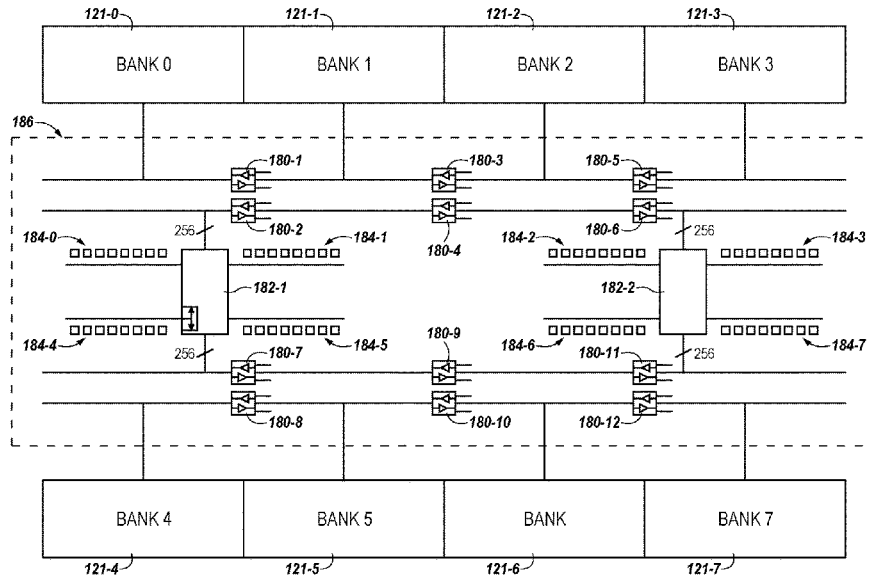 121-0 121-1 121-2 121-3
BANK 0 BANK 1 BANK 2 BANK 3
186
180-1 180-3 180-5
180-2 180-4 180-6
256 256
184-0 184-1 184-2 184-3
182-1 182-2
184-4 184-5 184-6 184-7
256 180-7 180-9 180-11 256
180-8 180-10 180-12
BANK 4 BANK 5 BANK BANK 7
121-4 121-5 121-6 121-7